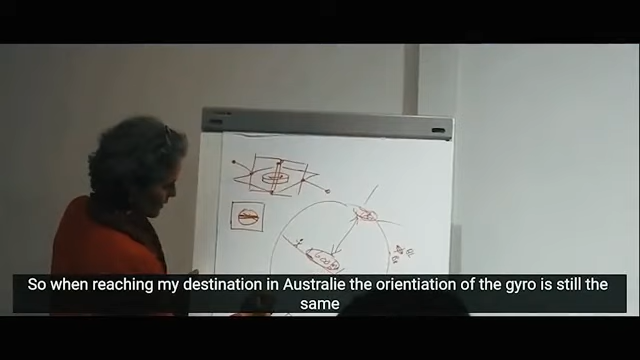 So when reaching my destination in Australie the orientiation of the gyro is still the
same